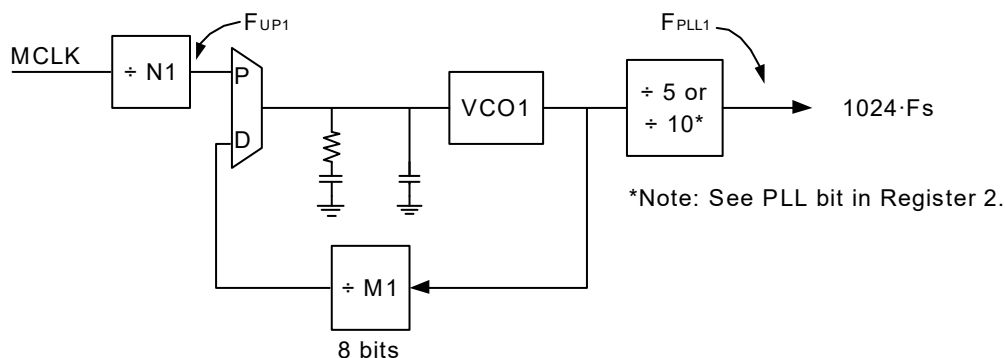 FUP1
FPLL1
MCLK
÷ N1
P
D
VCO1
÷ 5 or
÷ 10*
1024·Fs
*Note: See PLL bit in Register 2.
÷ M1
8 bits